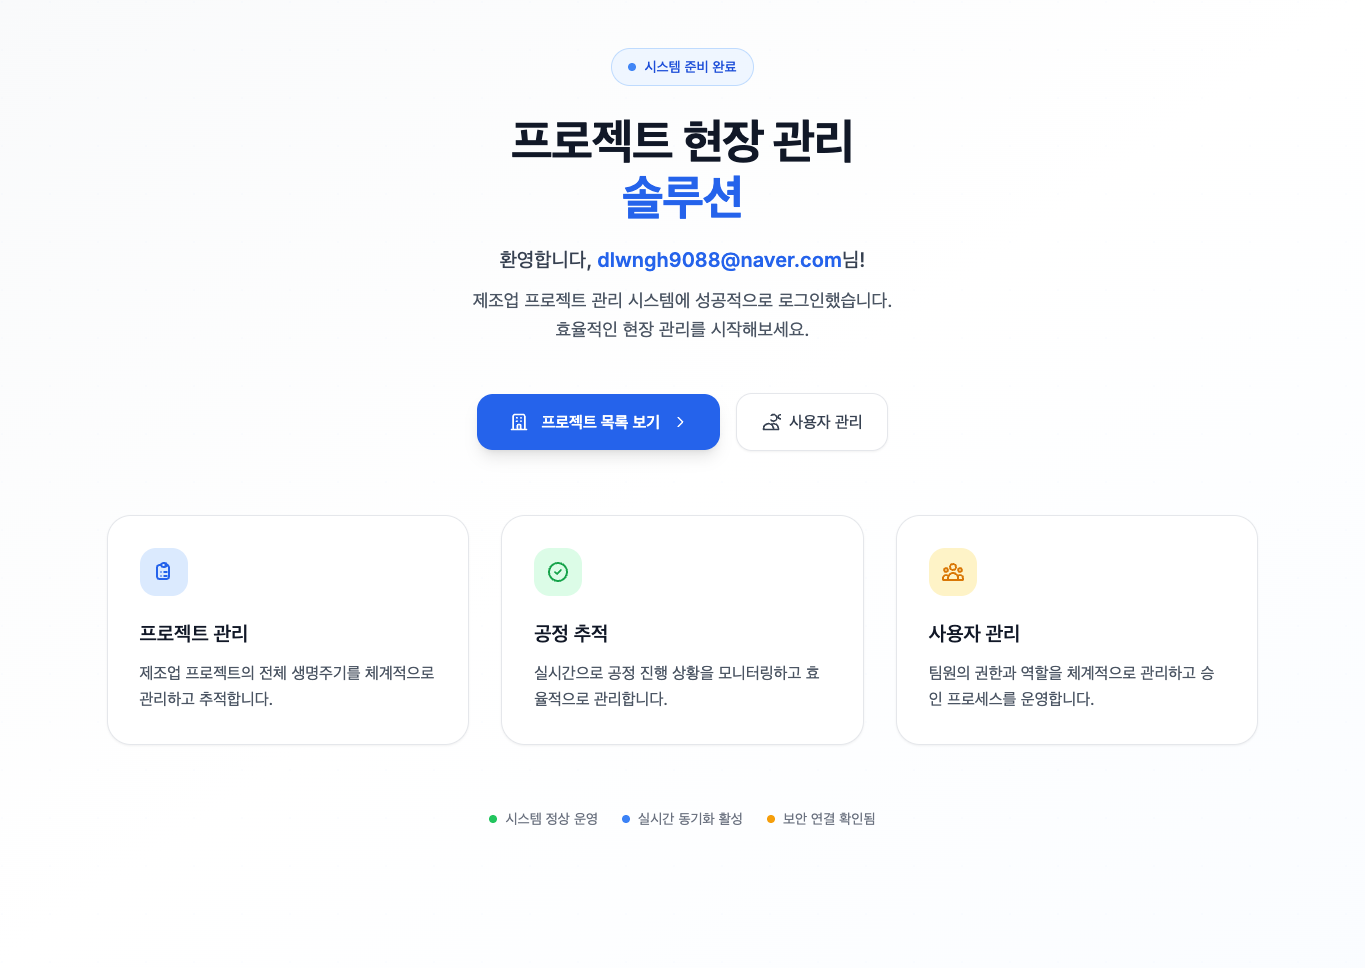 시스템 준비 완료
프로젝트 현장 관리
솔루션
환영합니다, dlwngh9088@naver.com님!
제조업 프로젝트 관리 시스템에 성공적으로 로그인했습니다.
효율적인 현장 관리를 시작해보세요.
프로젝트 목록 보기
사용자 관리
프로젝트 관리
제조업 프로젝트의 전체 생명주기를 체계적으로
관리하고 추적합니다.
공정 추적
실시간으로 공정 진행 상황을 모니터링하고 효
율적으로 관리합니다.
사용자 관리
팀원의 권한과 역할을 체계적으로 관리하고 승
인 프로세스를 운영합니다.
시스템 정상 운영
실시간 동기화 활성
보안 연결 확인됨